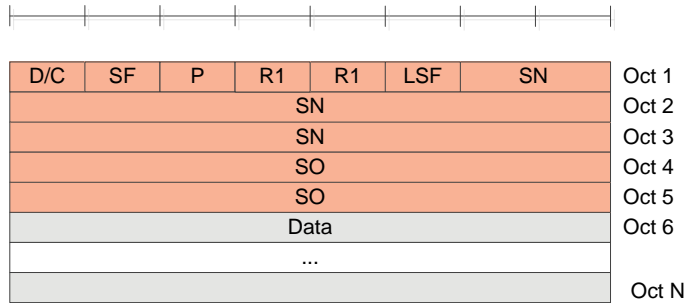 D/C SF P R1 R1 LSF SN Oct 1
SN Oct 2
SN Oct 3
SO Oct 4
SO Oct 5
Data Oct 6
...
Oct N